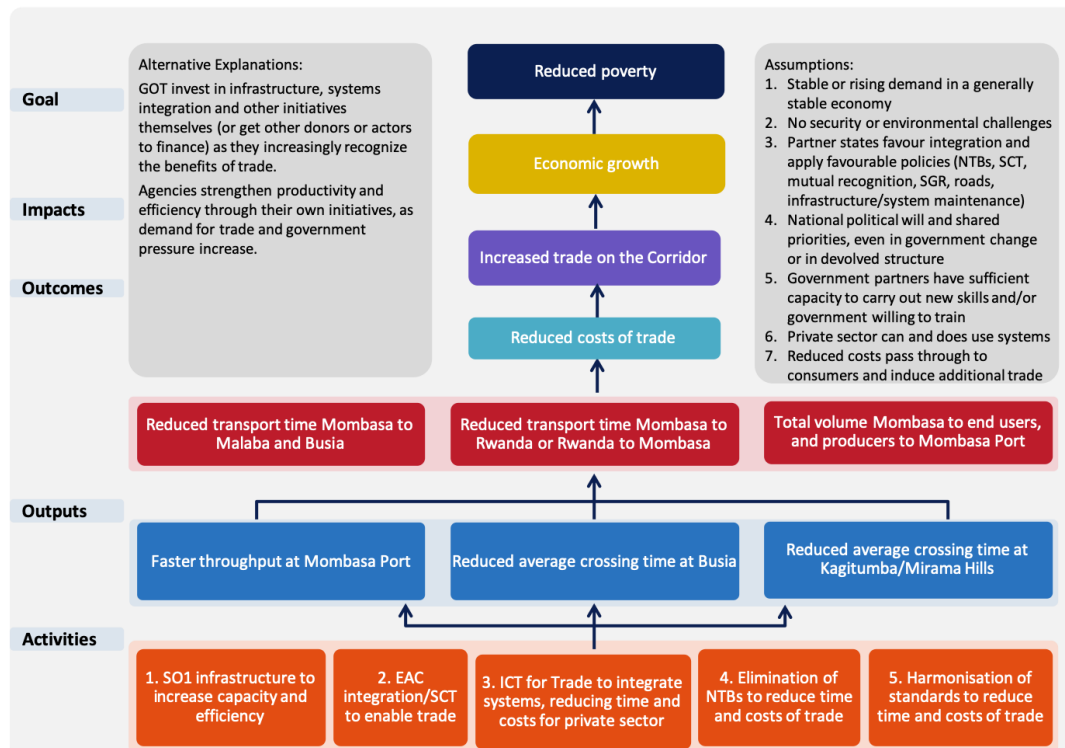 Goal
Impacts
Outcomes
Outputs
Activities
Alternative Explanations:
GOT invest in infrastructure, systems
integration and other initiatives
themselves (or get other donors or actors
to finance) as they increasingly recognize
the benefits of trade.
Agencies strengthen productivity and
efficiency through their own initiatives, as
demand for trade and government
pressure increase.
Reduced poverty
Economic growth
Increased trade on the Corridor
Reduced costs of trade
Assumptions:
1. Stable or rising demand in a generally
stable economy
2. No security or environmental challenges
3. Partner states favour integration and
apply favourable policies (NTBs, SCT,
mutual recognition, SGR, roads,
infrastructure/system maintenance)
4. National political will and shared
priorities, even in government change
or in devolved structure
5. Government partners have sufficient
capacity to carry out new skills and/or
government willing to train
6. Private sector can and does use systems
7. Reduced costs pass through to
consumers and induce additional trade
Reduced transport time Mombasa to
Malaba and Busia
Reduced transport time Mombasa to
Rwanda or Rwanda to Mombasa
Total volume Mombasa to end users,
and producers to Mombasa Port
Faster throughput at Mombasa Port
Reduced average crossing time at Busia
Reduced average crossing time at
Kagitumba/Mirama Hills
1. SO1 infrastructure to
increase capacity and
efficiency
2. EAC
integration/SCT
to enable trade
3. ICT for Trade to integrate
systems, reducing time and
costs for private sector
4. Elimination of
NTBs to reduce time
and costs of trade
5. Harmonisation of
standards to reduce
time and costs of trade